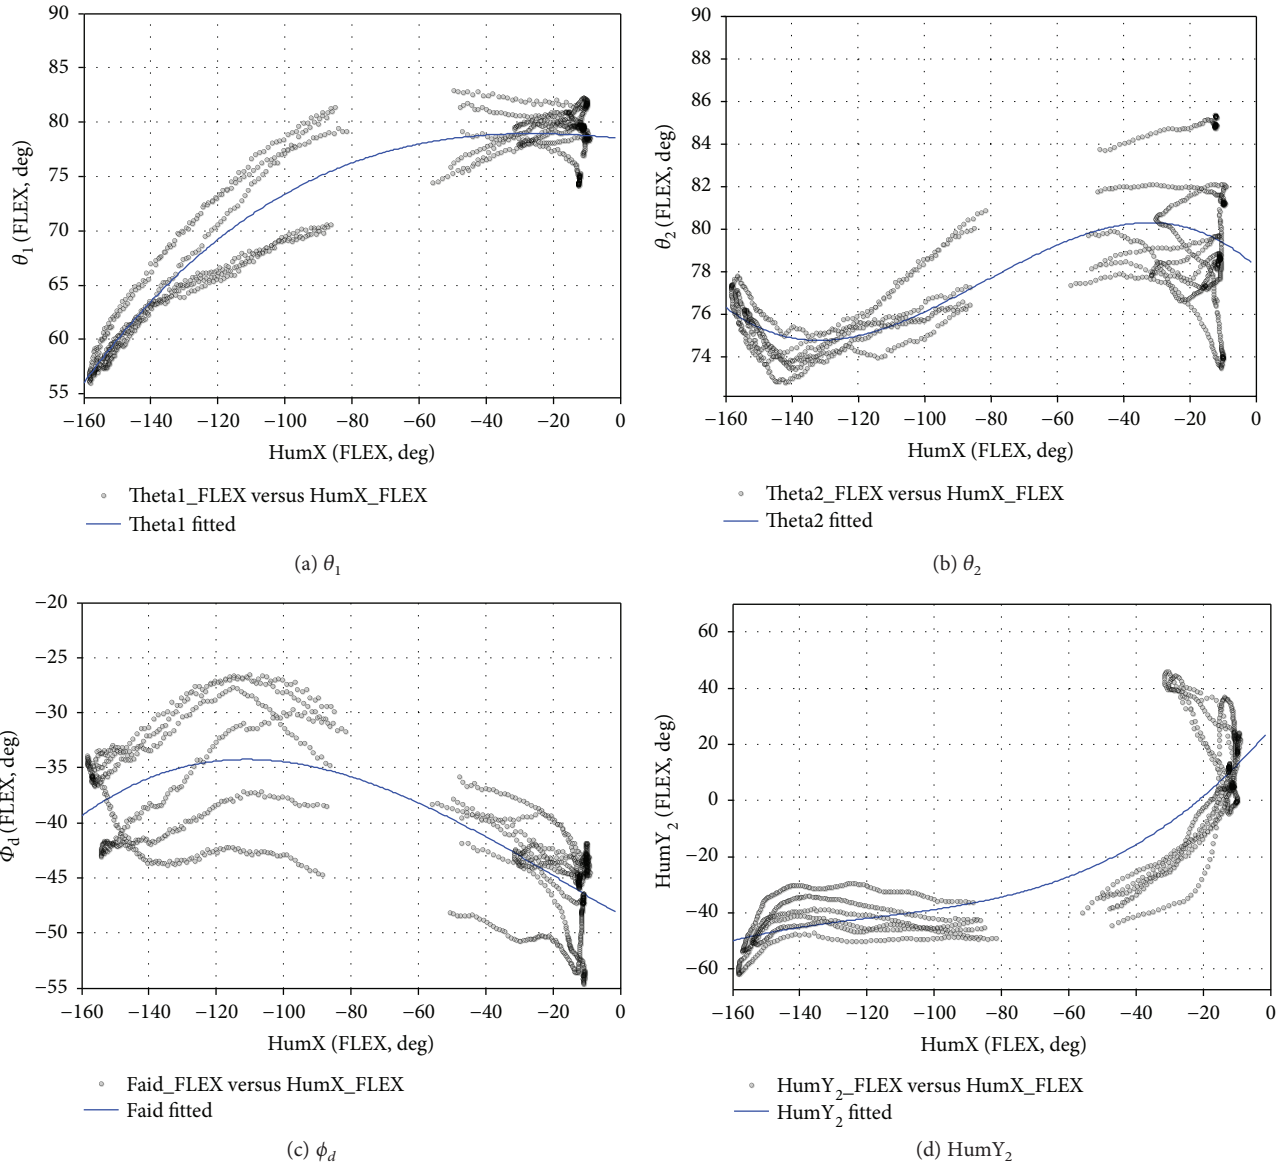 90
85
80
75
70
65
60
55
θ1 (FLEX, deg)
−160 −140 −120 −100 −80 −60 −40 −20 0
HumX (FLEX, deg)
Theta1_FLEX versus HumX_FLEX
Theta1 fitted
(a) θ1
90
88
86
84
82
80
78
76
74
θ2 (FLEX, deg)
−160 −140 −120 −100 −80 −60 −40 −20 0
HumX (FLEX, deg)
Theta2_FLEX versus HumX_FLEX
Theta2 fitted
(b) θ2
−20
−25
−30
−35
−40
−45
−50
−55
Φd (FLEX, deg)
−160 −140 −120 −100 −80 −60 −40 −20 0
HumX (FLEX, deg)
Faid_FLEX versus HumX_FLEX
Faid fitted
(c) ϕd
60
40
20
0
−20
−40
−60
HumY2 (FLEX, deg)
−160 −140 −120 −100 −80 −60 −40 −20 0
HumX (FLEX, deg)
HumY2_FLEX versus HumX_FLEX
HumY2 fitted
(d) HumY2